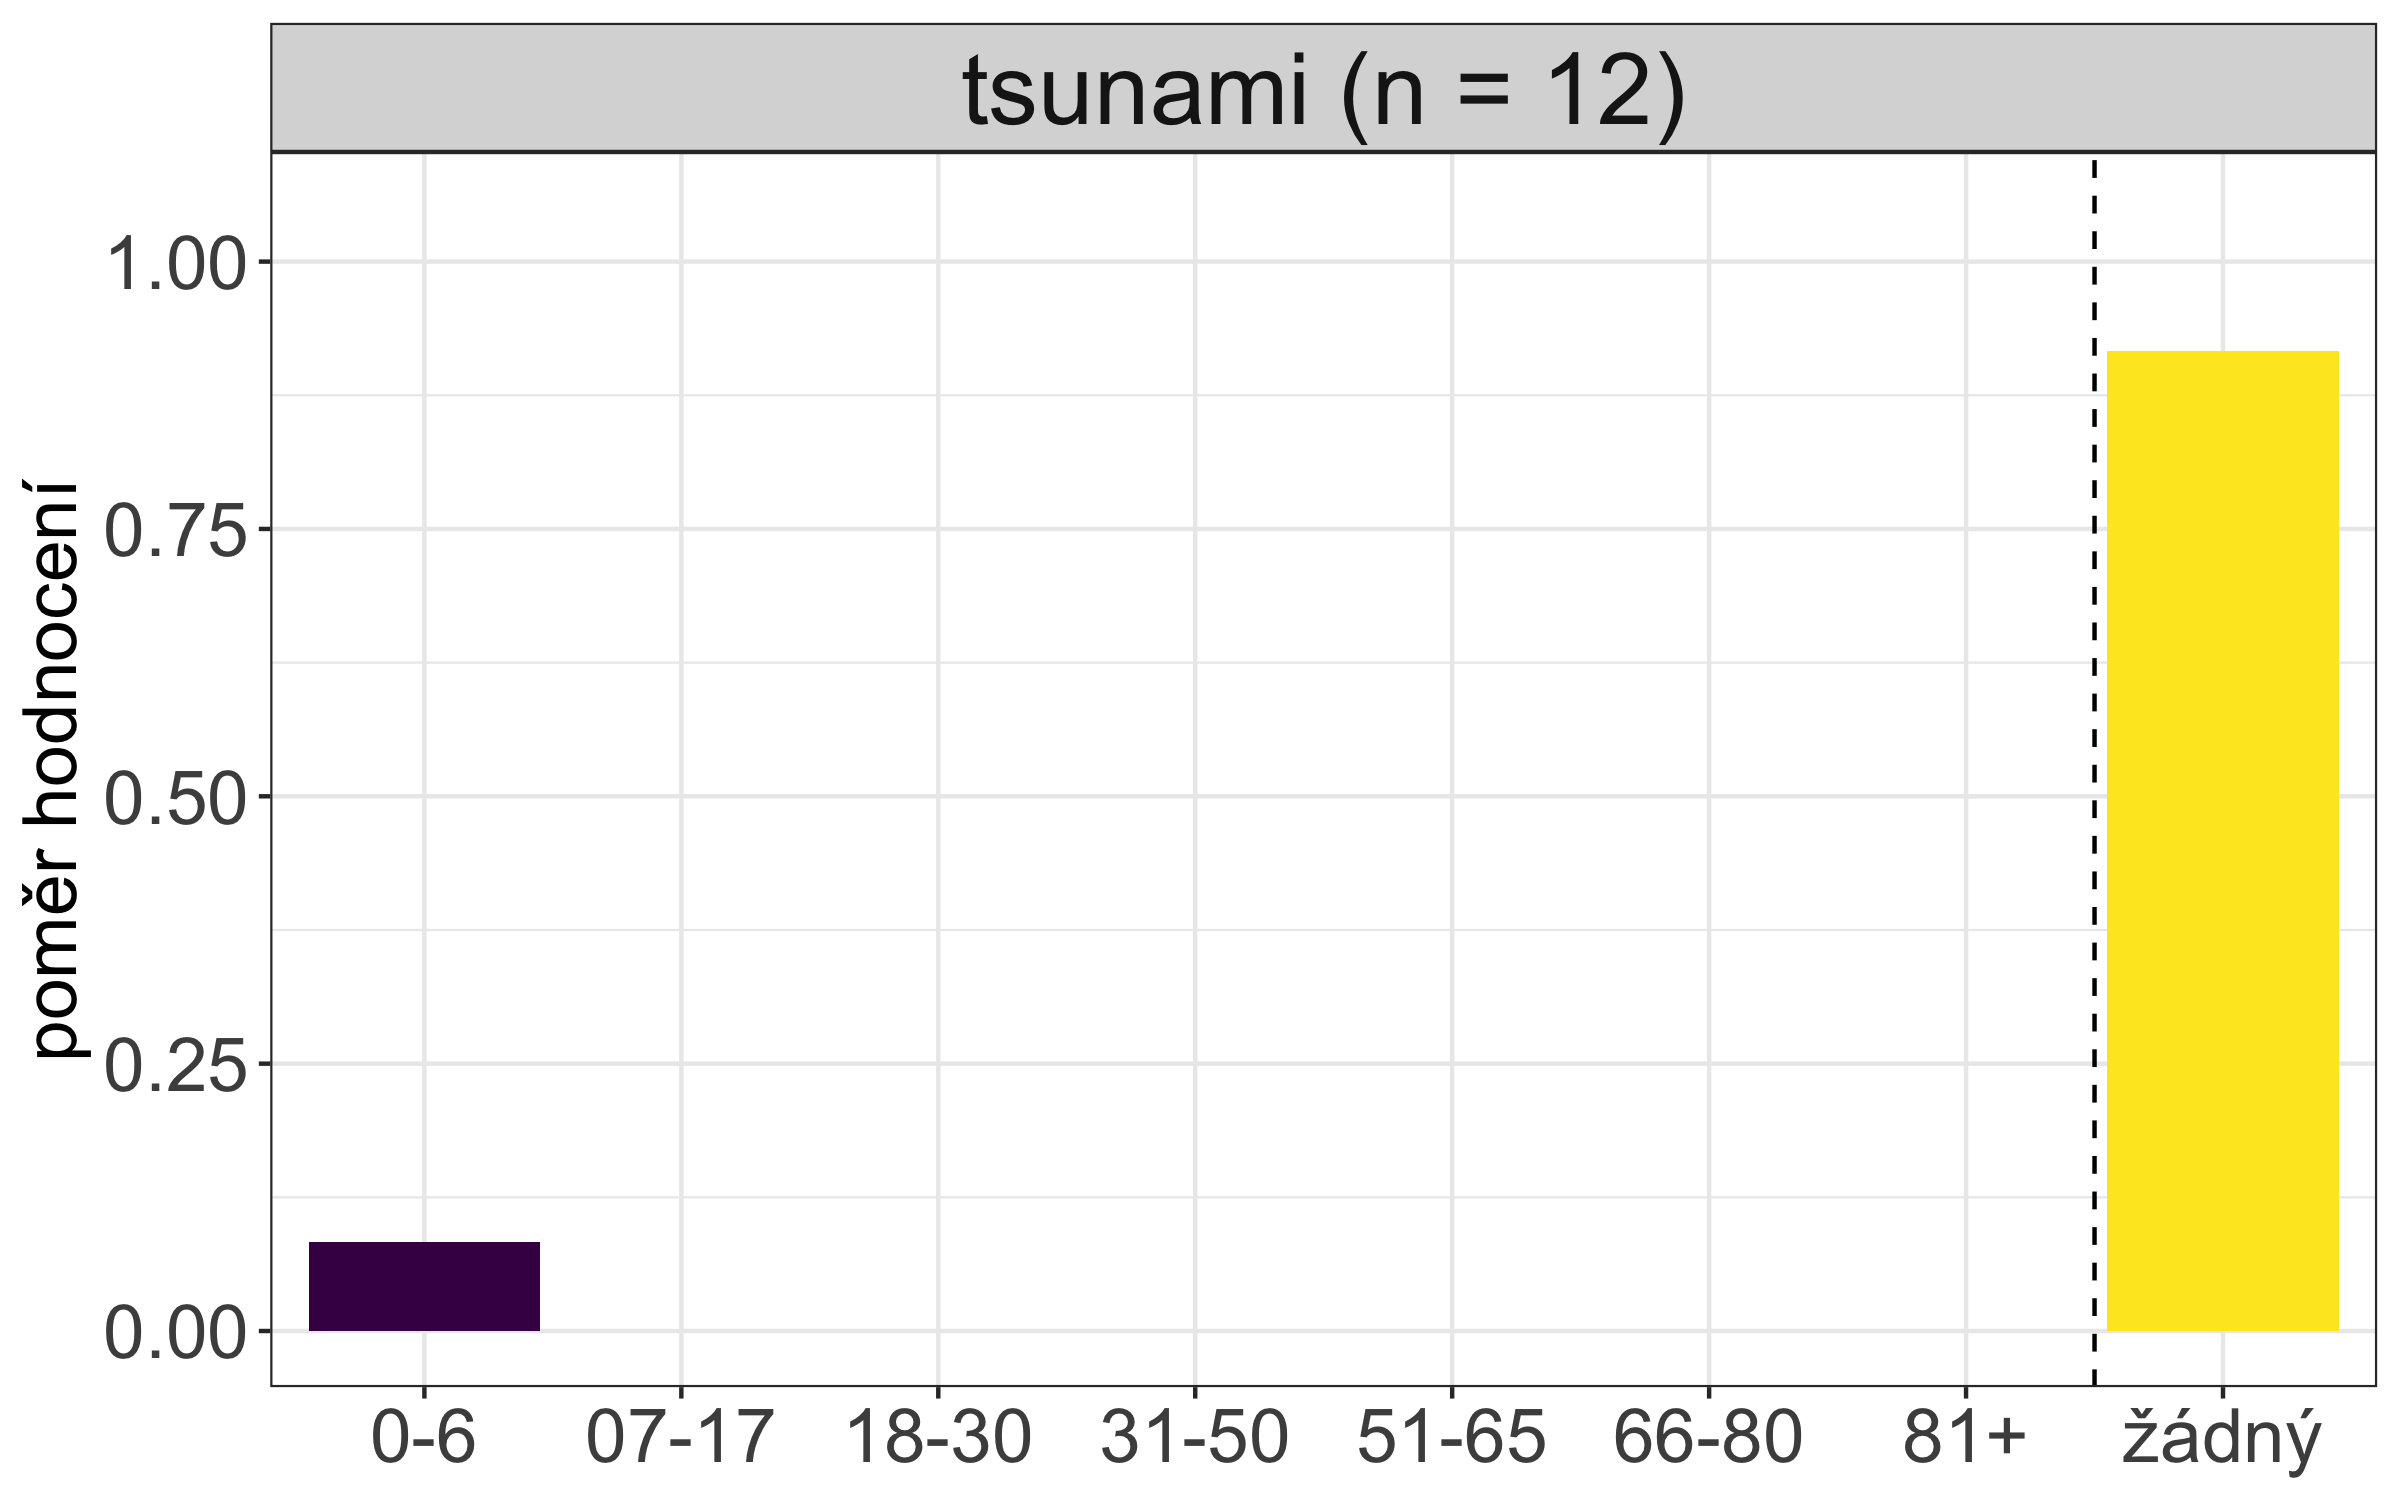 tsunami (n = 12)
poměr hodnocení
1.00
0.75
0.50
0.25
0.00
0-6 07-17 18-30 31-50 51-65 66-80 81+ žádný